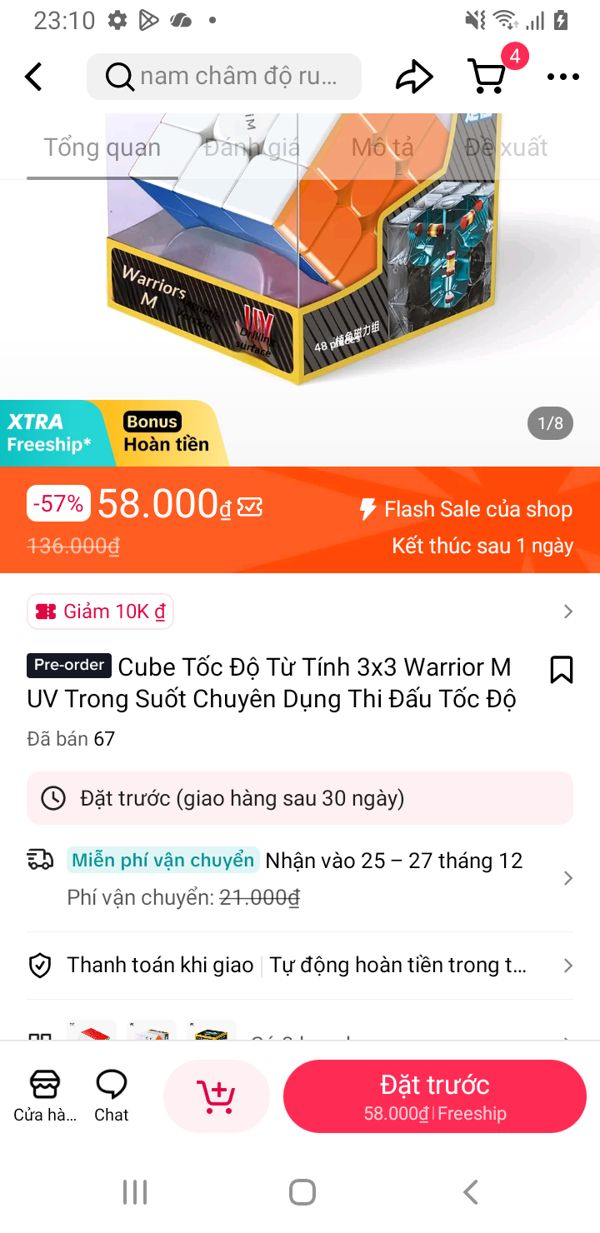 23:10
nam châm độ ru...
4
Tổng quan
Đánh giá
Mô tả
Đề xuất
Warriors
M
UV
surface
48 pieces
XTRA
Freeship*
Bonus
Hoàn tiền
1/8
-57% 58.000₫
Flash Sale của shop
136.000₫
Kết thúc sau 1 ngày
Giảm 10K ₫
Pre-order Cube Tốc Độ Từ Tính 3x3 Warrior M
UV Trong Suốt Chuyên Dụng Thi Đấu Tốc Độ
Đã bán 67
Đặt trước (giao hàng sau 30 ngày)
Miễn phí vận chuyển Nhận vào 25 – 27 tháng 12
Phí vận chuyển: 21.000₫
Thanh toán khi giao | Tự động hoàn tiền trong t...
Đặt trước
58.000₫ | Freeship
Cửa hà...
Chat